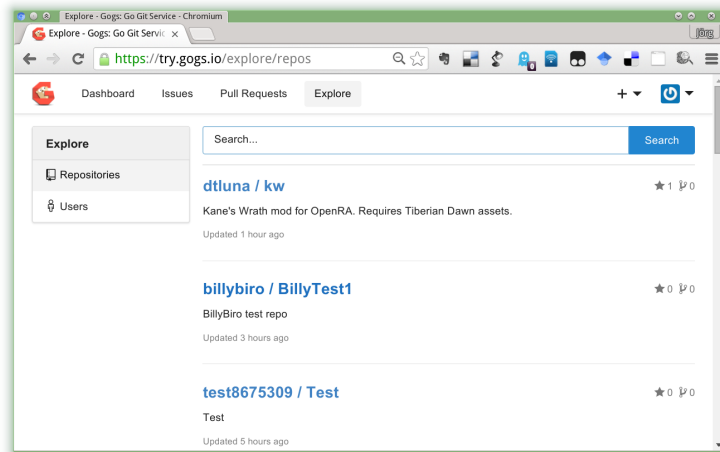 Explore - Gogs: Go Git Service - Chromium
Explore - Gogs: Go Git Servic
Jörg
https://try.gogs.io/explore/repos
Dashboard Issues Pull Requests Explore
Explore
Repositories
Users
Search... Search
dtluna / kw 1 0
Kane's Wrath mod for OpenRA. Requires Tiberian Dawn assets.
Updated 1 hour ago
billybiro / BillyTest1 0 0
BillyBiro test repo
Updated 3 hours ago
test8675309 / Test 0 0
Test
Updated 5 hours ago